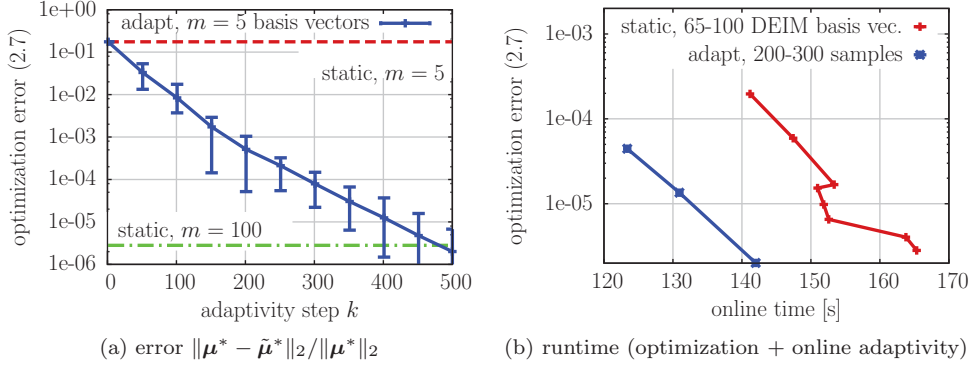 optimization error (2.7)
1e+00
1e-01
1e-02
1e-03
1e-04
1e-05
1e-06
adapt, m = 5 basis vectors
static, m = 5
static, m = 100
0 100 200 300 400 500
adaptivity step k
(a) error ‖μ* − μ̃*‖₂/‖μ*‖₂
optimization error (2.7)
1e-03
1e-04
1e-05
static, 65-100 DEIM basis vec.
adapt, 200-300 samples
120 130 140 150 160 170
online time [s]
(b) runtime (optimization + online adaptivity)